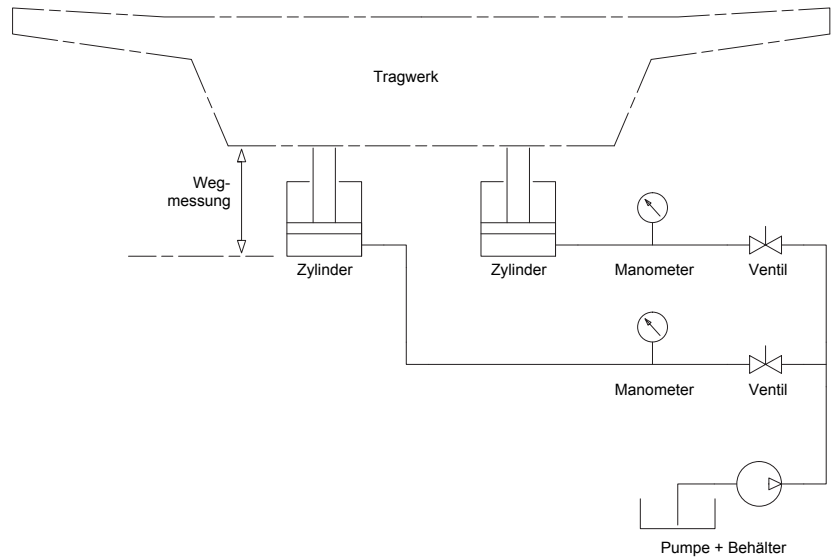 Tragwerk
Weg-
messung
Zylinder
Zylinder
Manometer
Ventil
Manometer
Ventil
Pumpe + Behälter